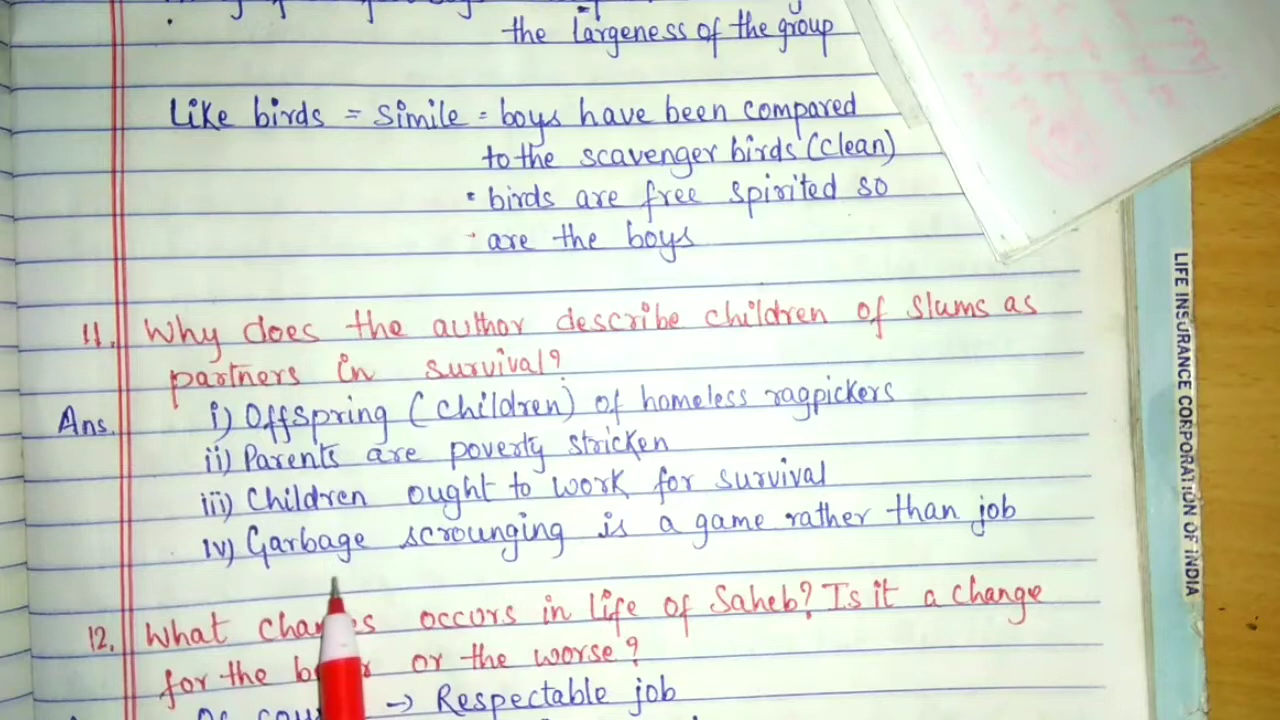 the largeness of the group
Like birds = simile = boys have been compared
to the scavenger birds (clean)
• birds are free spirited so
are the boys
11. Why does the author describe children of slums as
partners in survival?
Ans. i) Offspring (children) of homeless ragpickers
ii) Parents are poverty stricken
iii) Children ought to work for survival
iv) Garbage scrounging is a game rather than job
12. What occurs in life of Saheb? Is it a change
for the or the worse?
→ Respectable job
LIFE INSURANCE CORPORATION OF INDIA